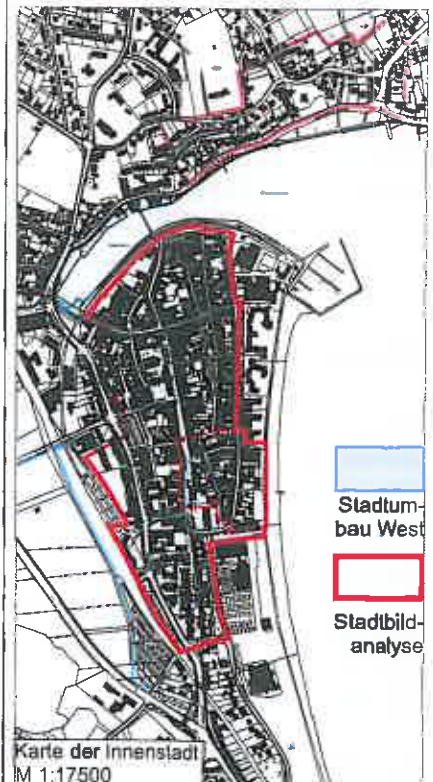 Stadtum-
bau West
Stadtbild-
analyse
Karte der Innenstadt
M 1:17500